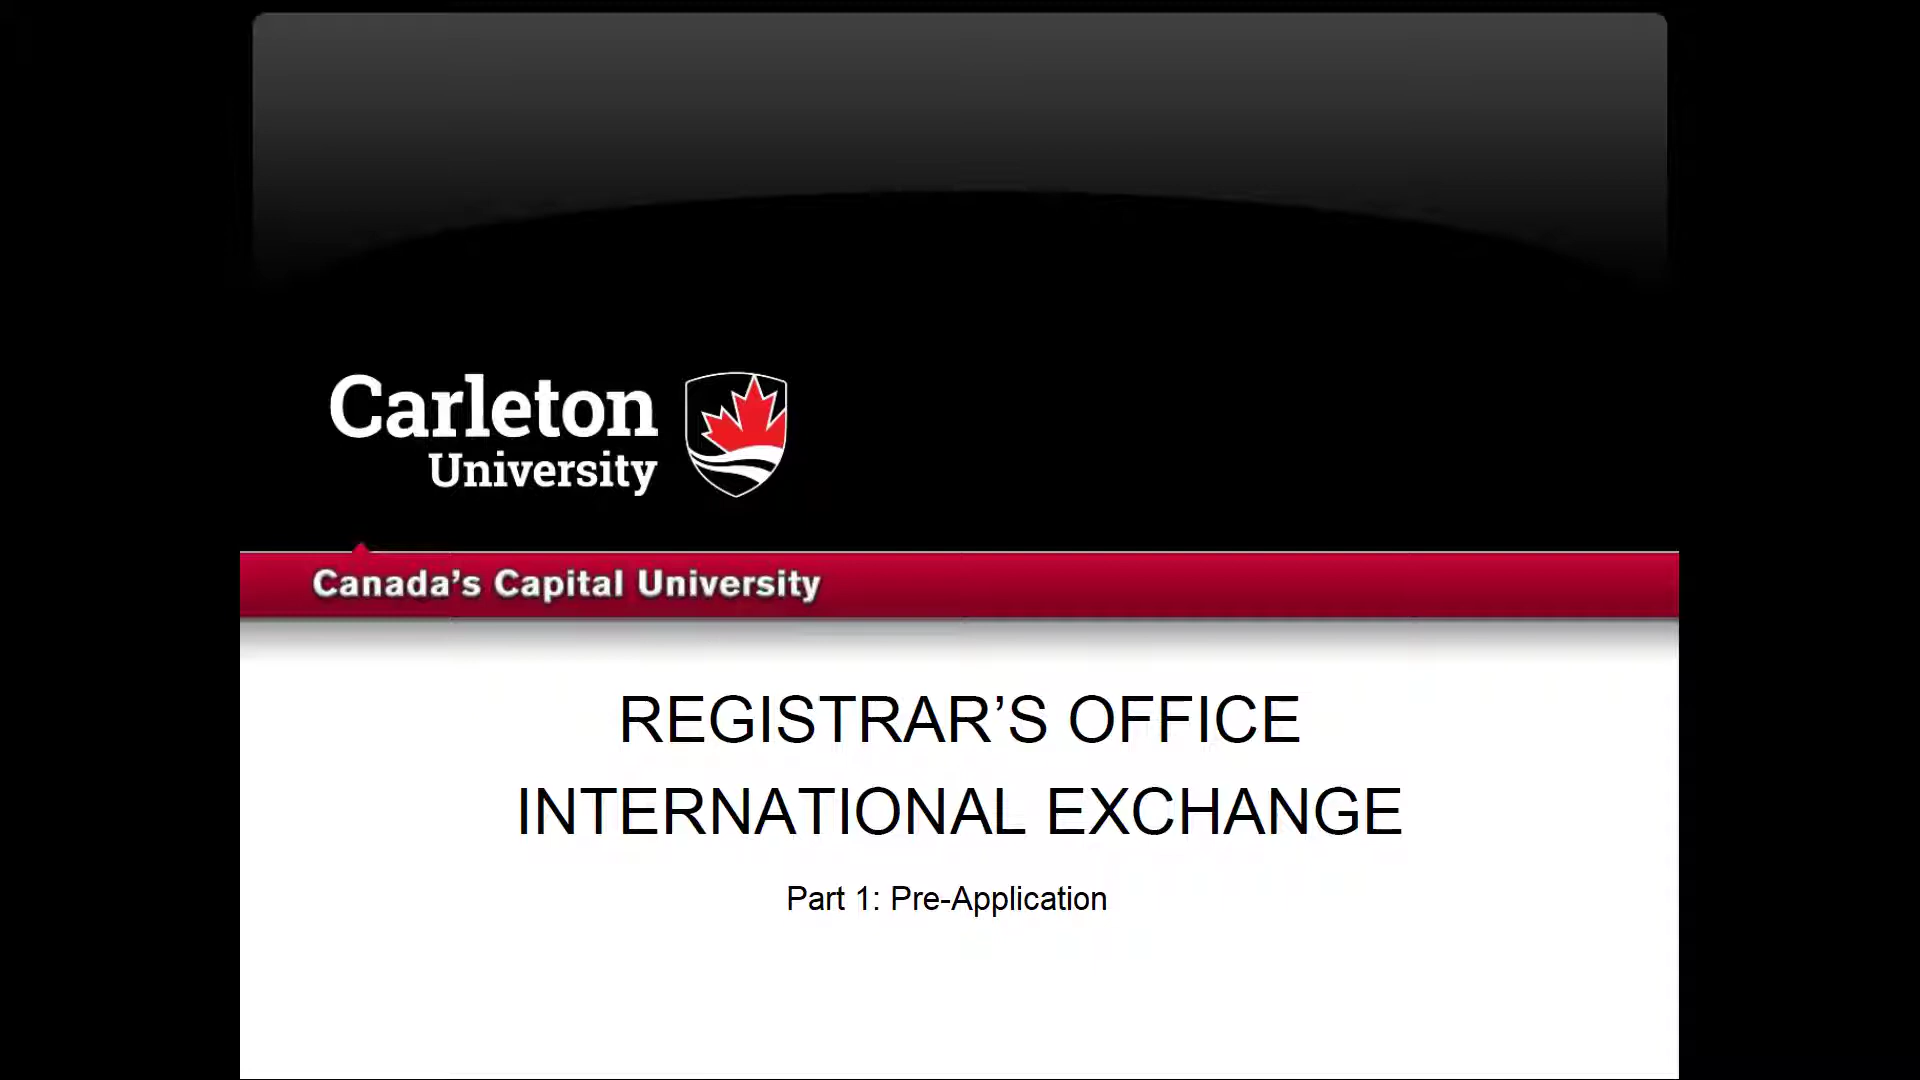 Carleton
University
Canada's Capital University
REGISTRAR’S OFFICE
INTERNATIONAL EXCHANGE
Part 1: Pre-Application